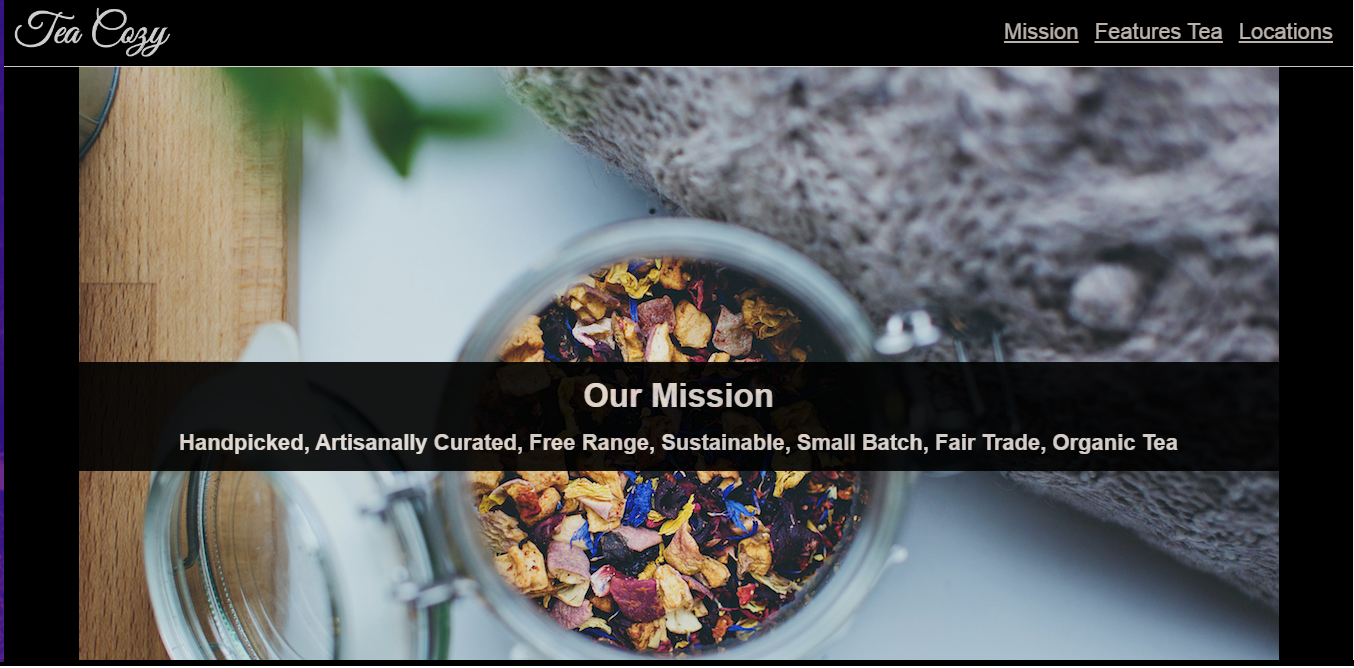 Tea Cozy
Mission Features Tea Locations
Our Mission
Handpicked, Artisanally Curated, Free Range, Sustainable, Small Batch, Fair Trade, Organic Tea